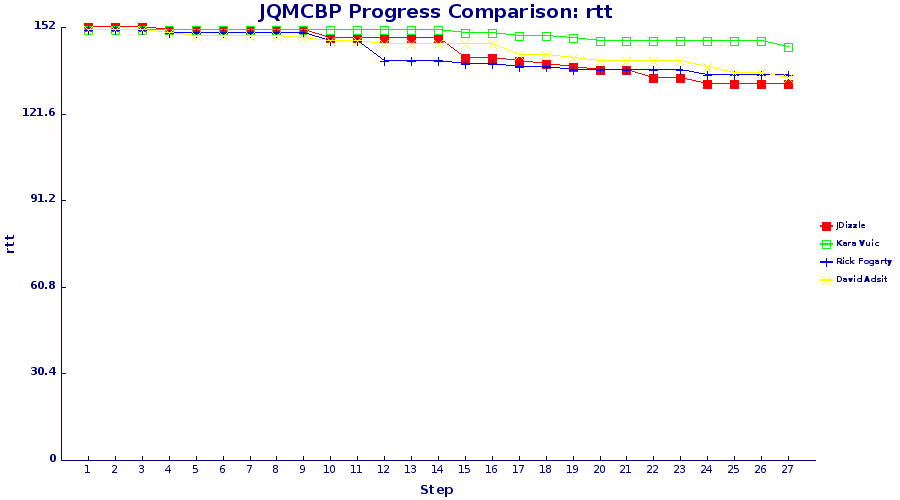 JQMCBP Progress Comparison: rtt
152
121.6
91.2
60.8
30.4
0
rtt
1 2 3 4 5 6 7 8 9 10 11 12 13 14 15 16 17 18 19 20 21 22 23 24 25 26 27
Step
JDizzle
Kara Vuic
Rick Fogarty
David Adsit